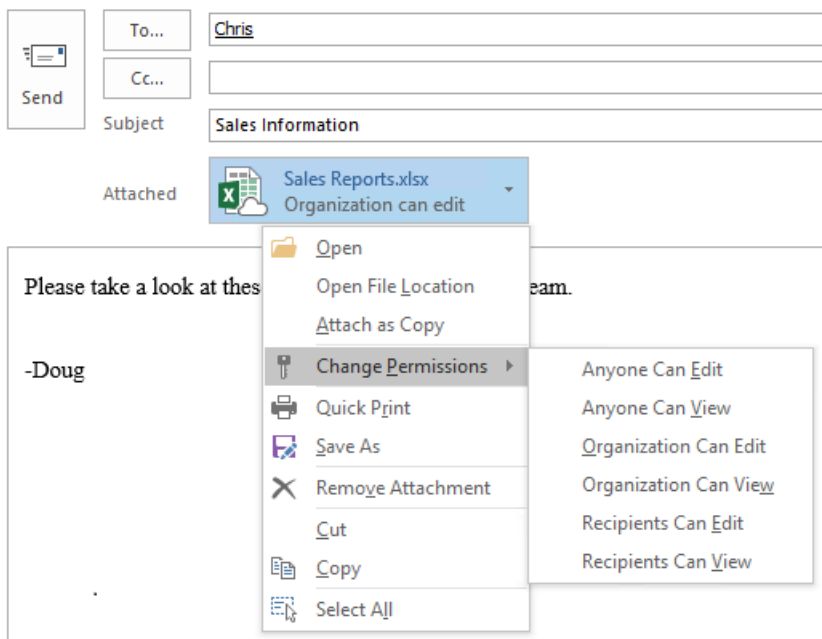 To... Chris
Cc...
Send
Subject Sales Information
Attached Sales Reports.xlsx
Organization can edit
Please take a look at eam.
-Doug
Open
Open File Location
Attach as Copy
Change Permissions
Quick Print
Save As
Remove Attachment
Cut
Copy
Select All
Anyone Can Edit
Anyone Can View
Organization Can Edit
Organization Can View
Recipients Can Edit
Recipients Can View